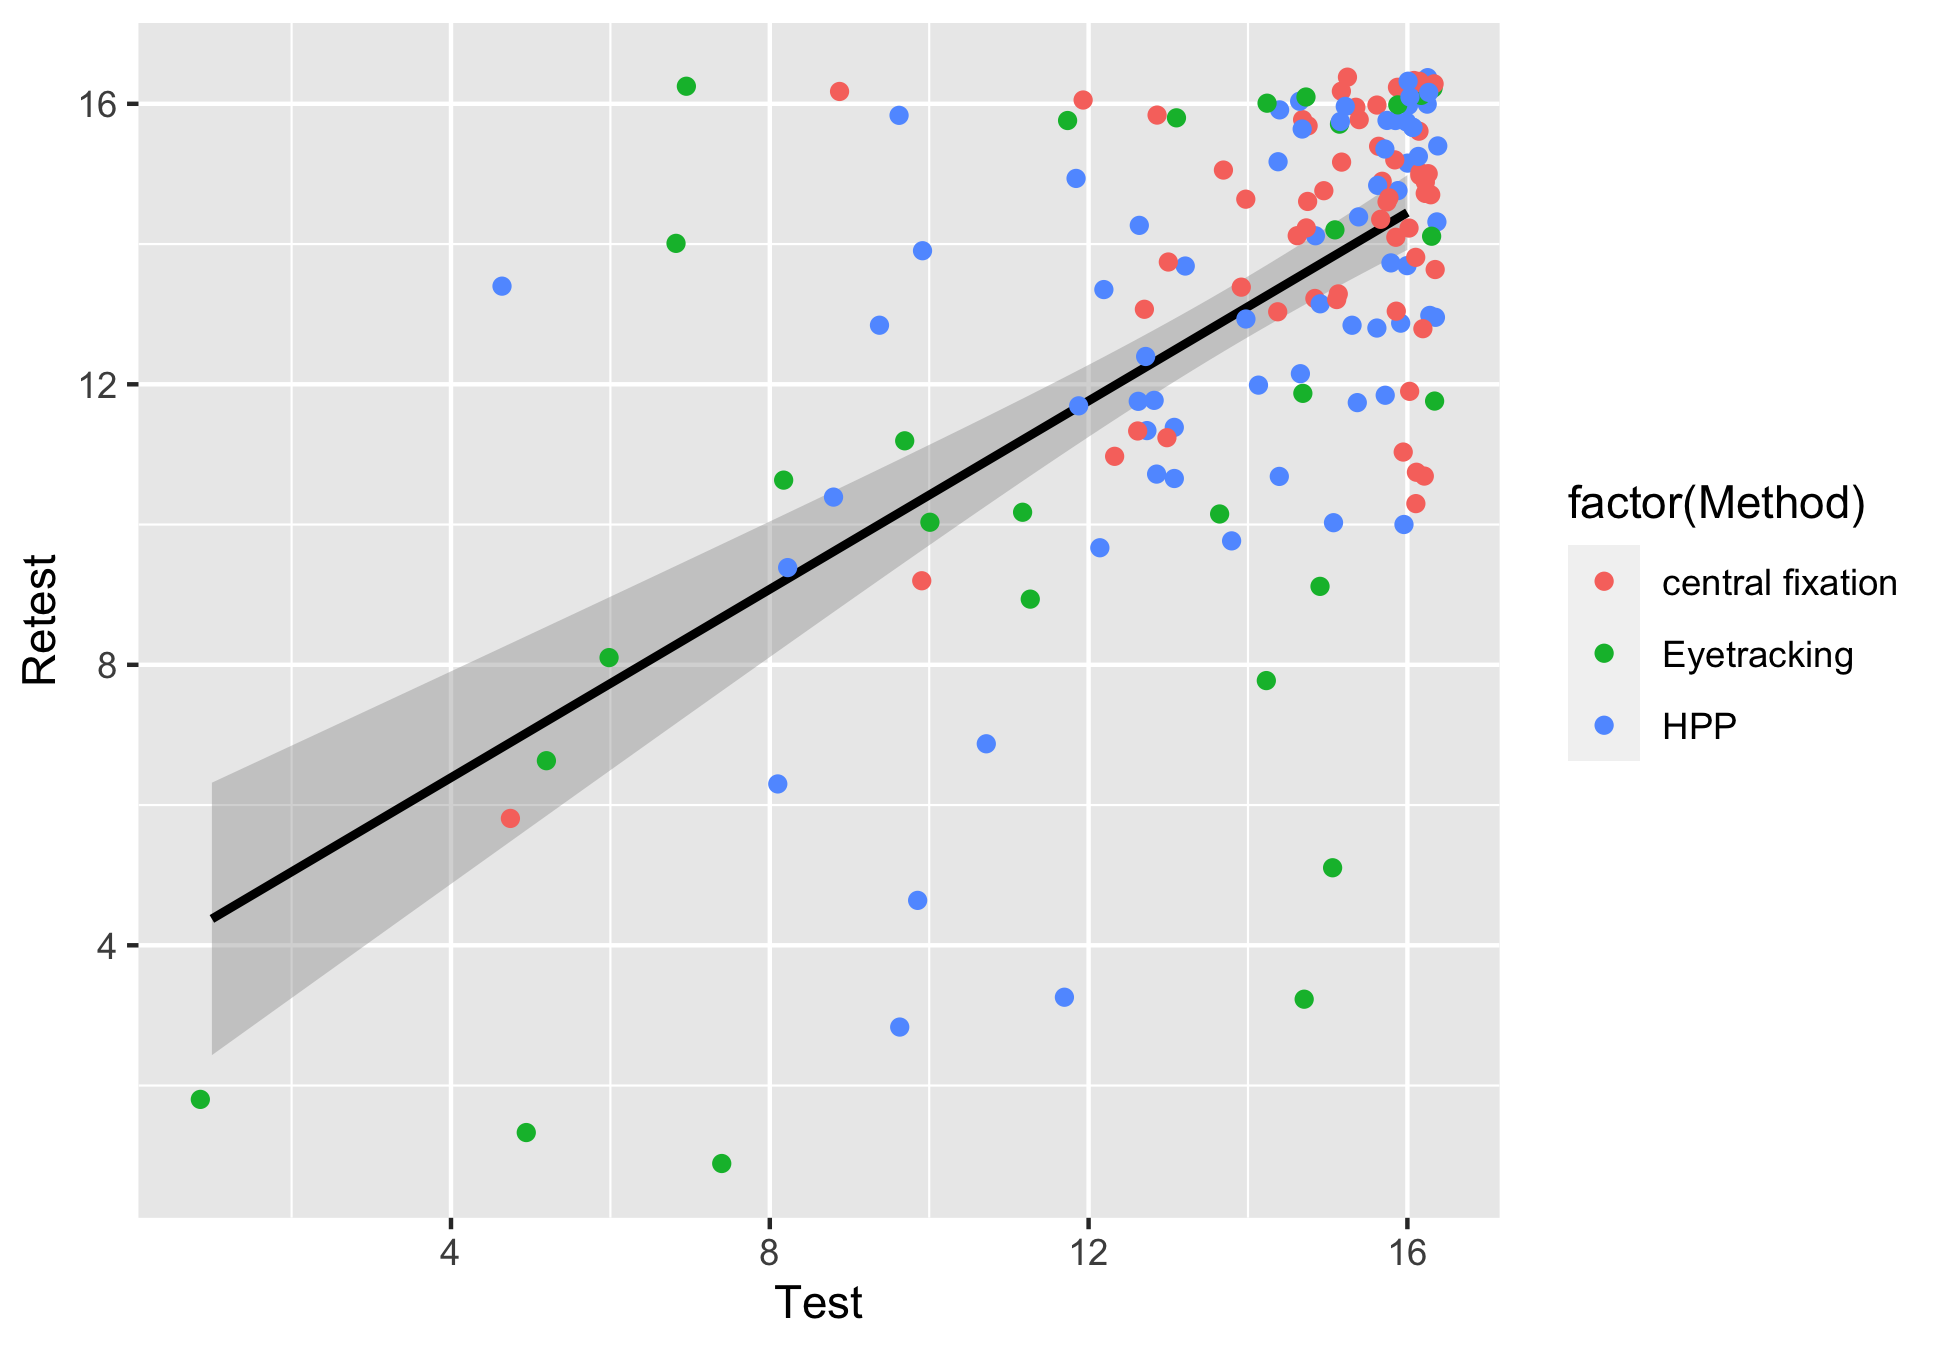 16
12
8
4
Retest
4
8
12
16
Test
factor(Method)
central fixation
Eyetracking
HPP